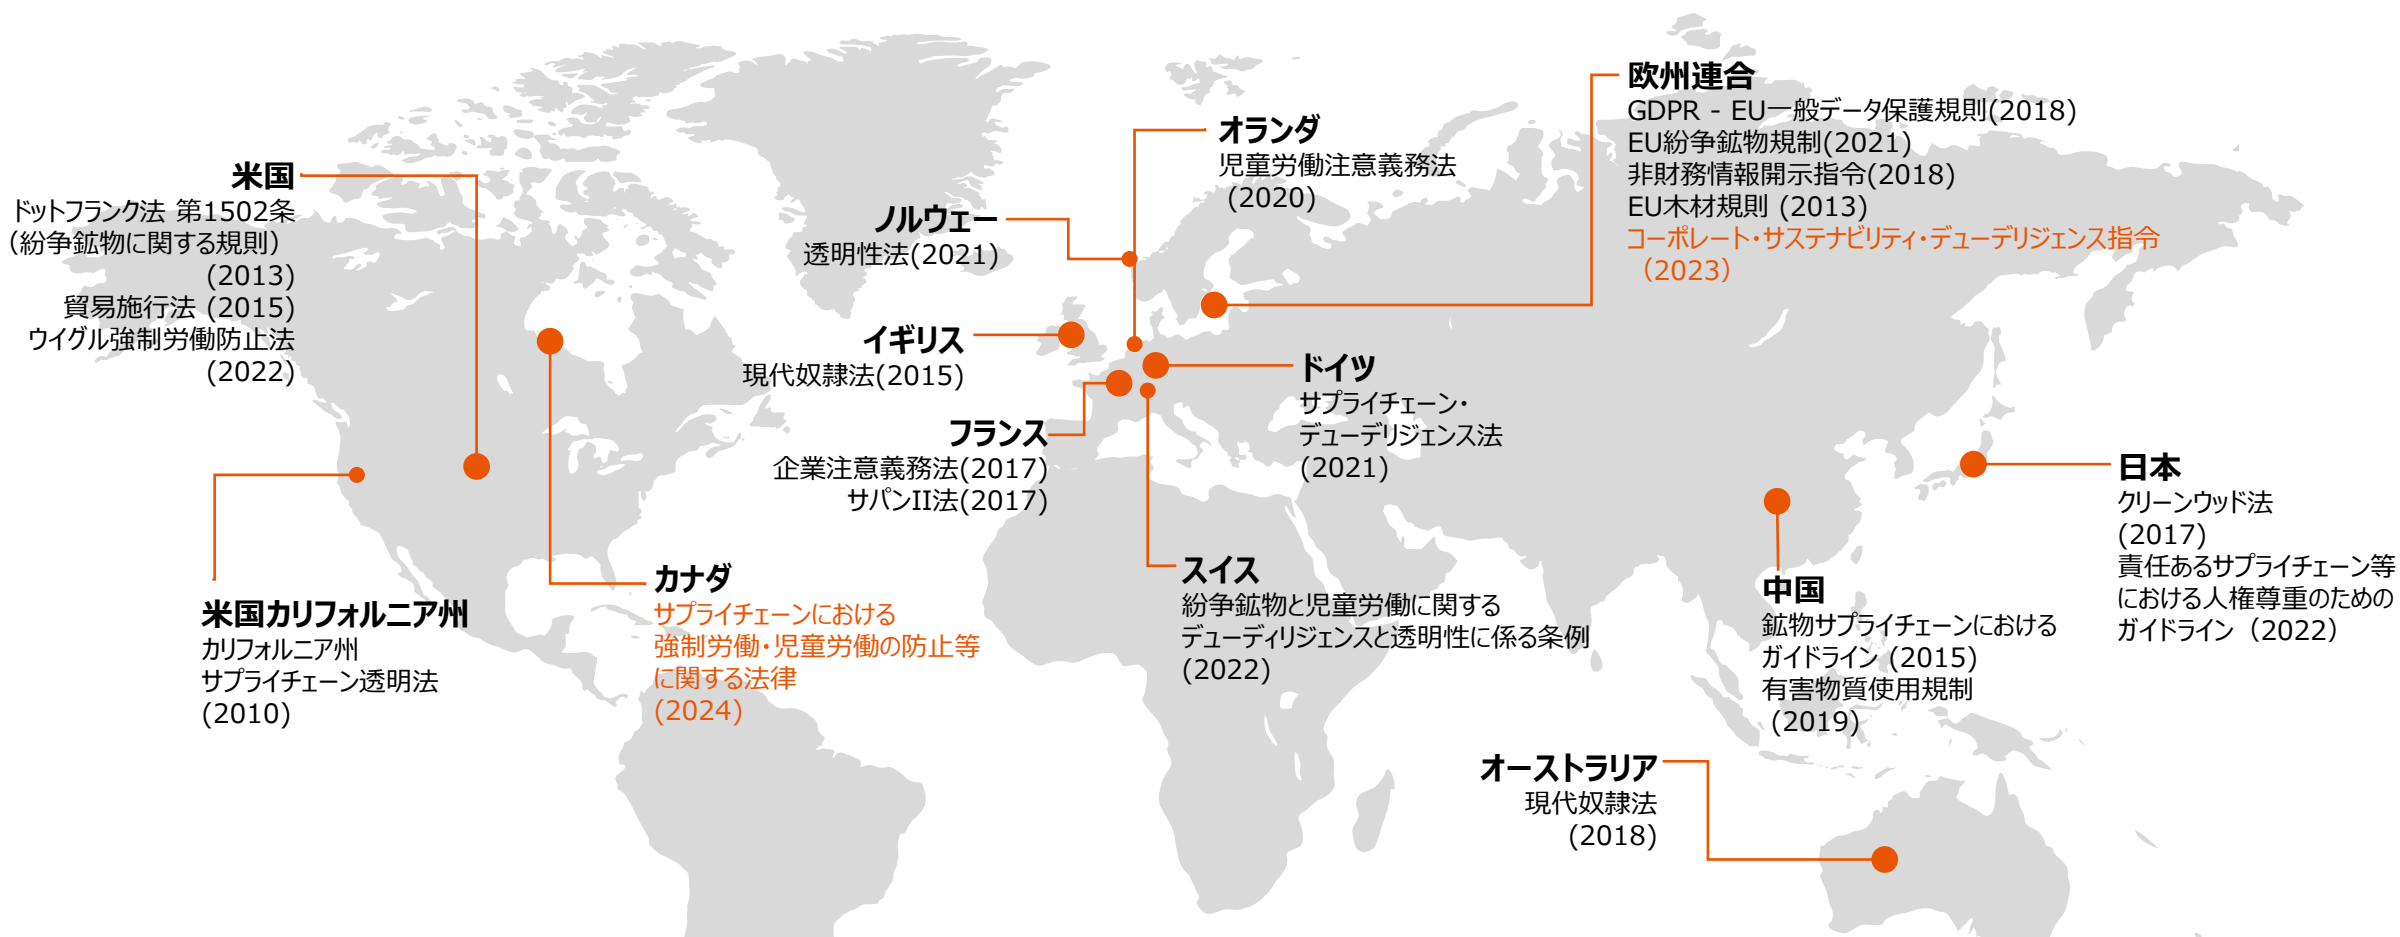 米国
ドットフランク法 第1502条
（紛争鉱物に関する規則）
(2013)
貿易施行法 (2015)
ウイグル強制労働防止法
(2022)
米国カリフォルニア州
カリフォルニア州
サプライチェーン透明法
(2010)
カナダ
サプライチェーンにおける
強制労働・児童労働の防止等
に関する法律
(2024)
ノルウェー
透明性法(2021)
イギリス
現代奴隷法(2015)
フランス
企業注意義務法(2017)
サパンII法(2017)
オランダ
児童労働注意義務法
(2020)
ドイツ
サプライチェーン・
デューデリジェンス法
(2021)
スイス
紛争鉱物と児童労働に関する
デューディリジェンスと透明性に係る条例
(2022)
欧州連合
GDPR - EU一般データ保護規則(2018)
EU紛争鉱物規制(2021)
非財務情報開示指令(2018)
EU木材規則 (2013)
コーポレート・サステナビリティ・デューデリジェンス指令
（2023）
中国
鉱物サプライチェーンにおける
ガイドライン (2015)
有害物質使用規制
(2019)
日本
クリーンウッド法
(2017)
責任あるサプライチェーン等
における人権尊重のための
ガイドライン（2022）
オーストラリア
現代奴隷法
(2018)